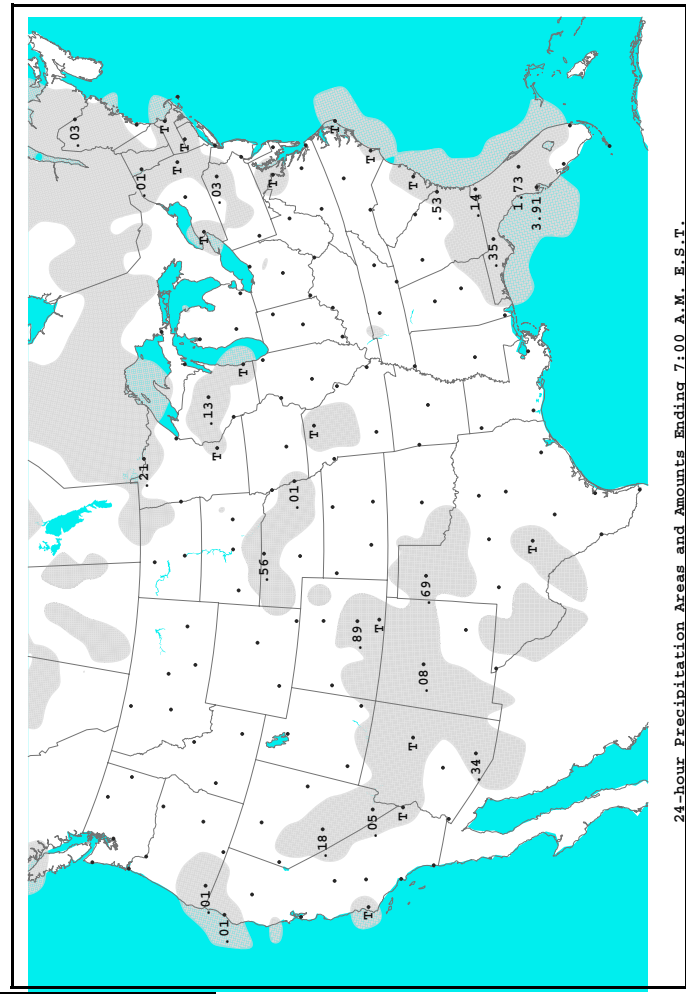 .03
.21
.01
T
T
T
.01
.13
T
.03
.01
T
.56
T
.01
T
.18
T
.89
T
T
.05
T
T
T
T
.08
.69
.53
.34
.14
.35
1.73
T
3.91
24-hour Precipitation Areas and Amounts Ending 7:00 A.M. E.S.T.